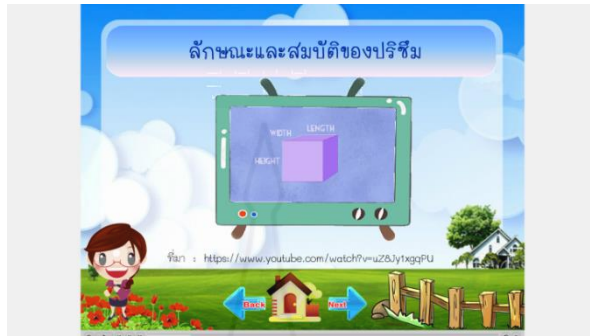 ลักษณะและสมบัติของปริซึม
WIDTH LENGTH
HEIGHT
ที่มา : https://www.youtube.com/watch?v=uZ8Jy1xgqPU
Back Next